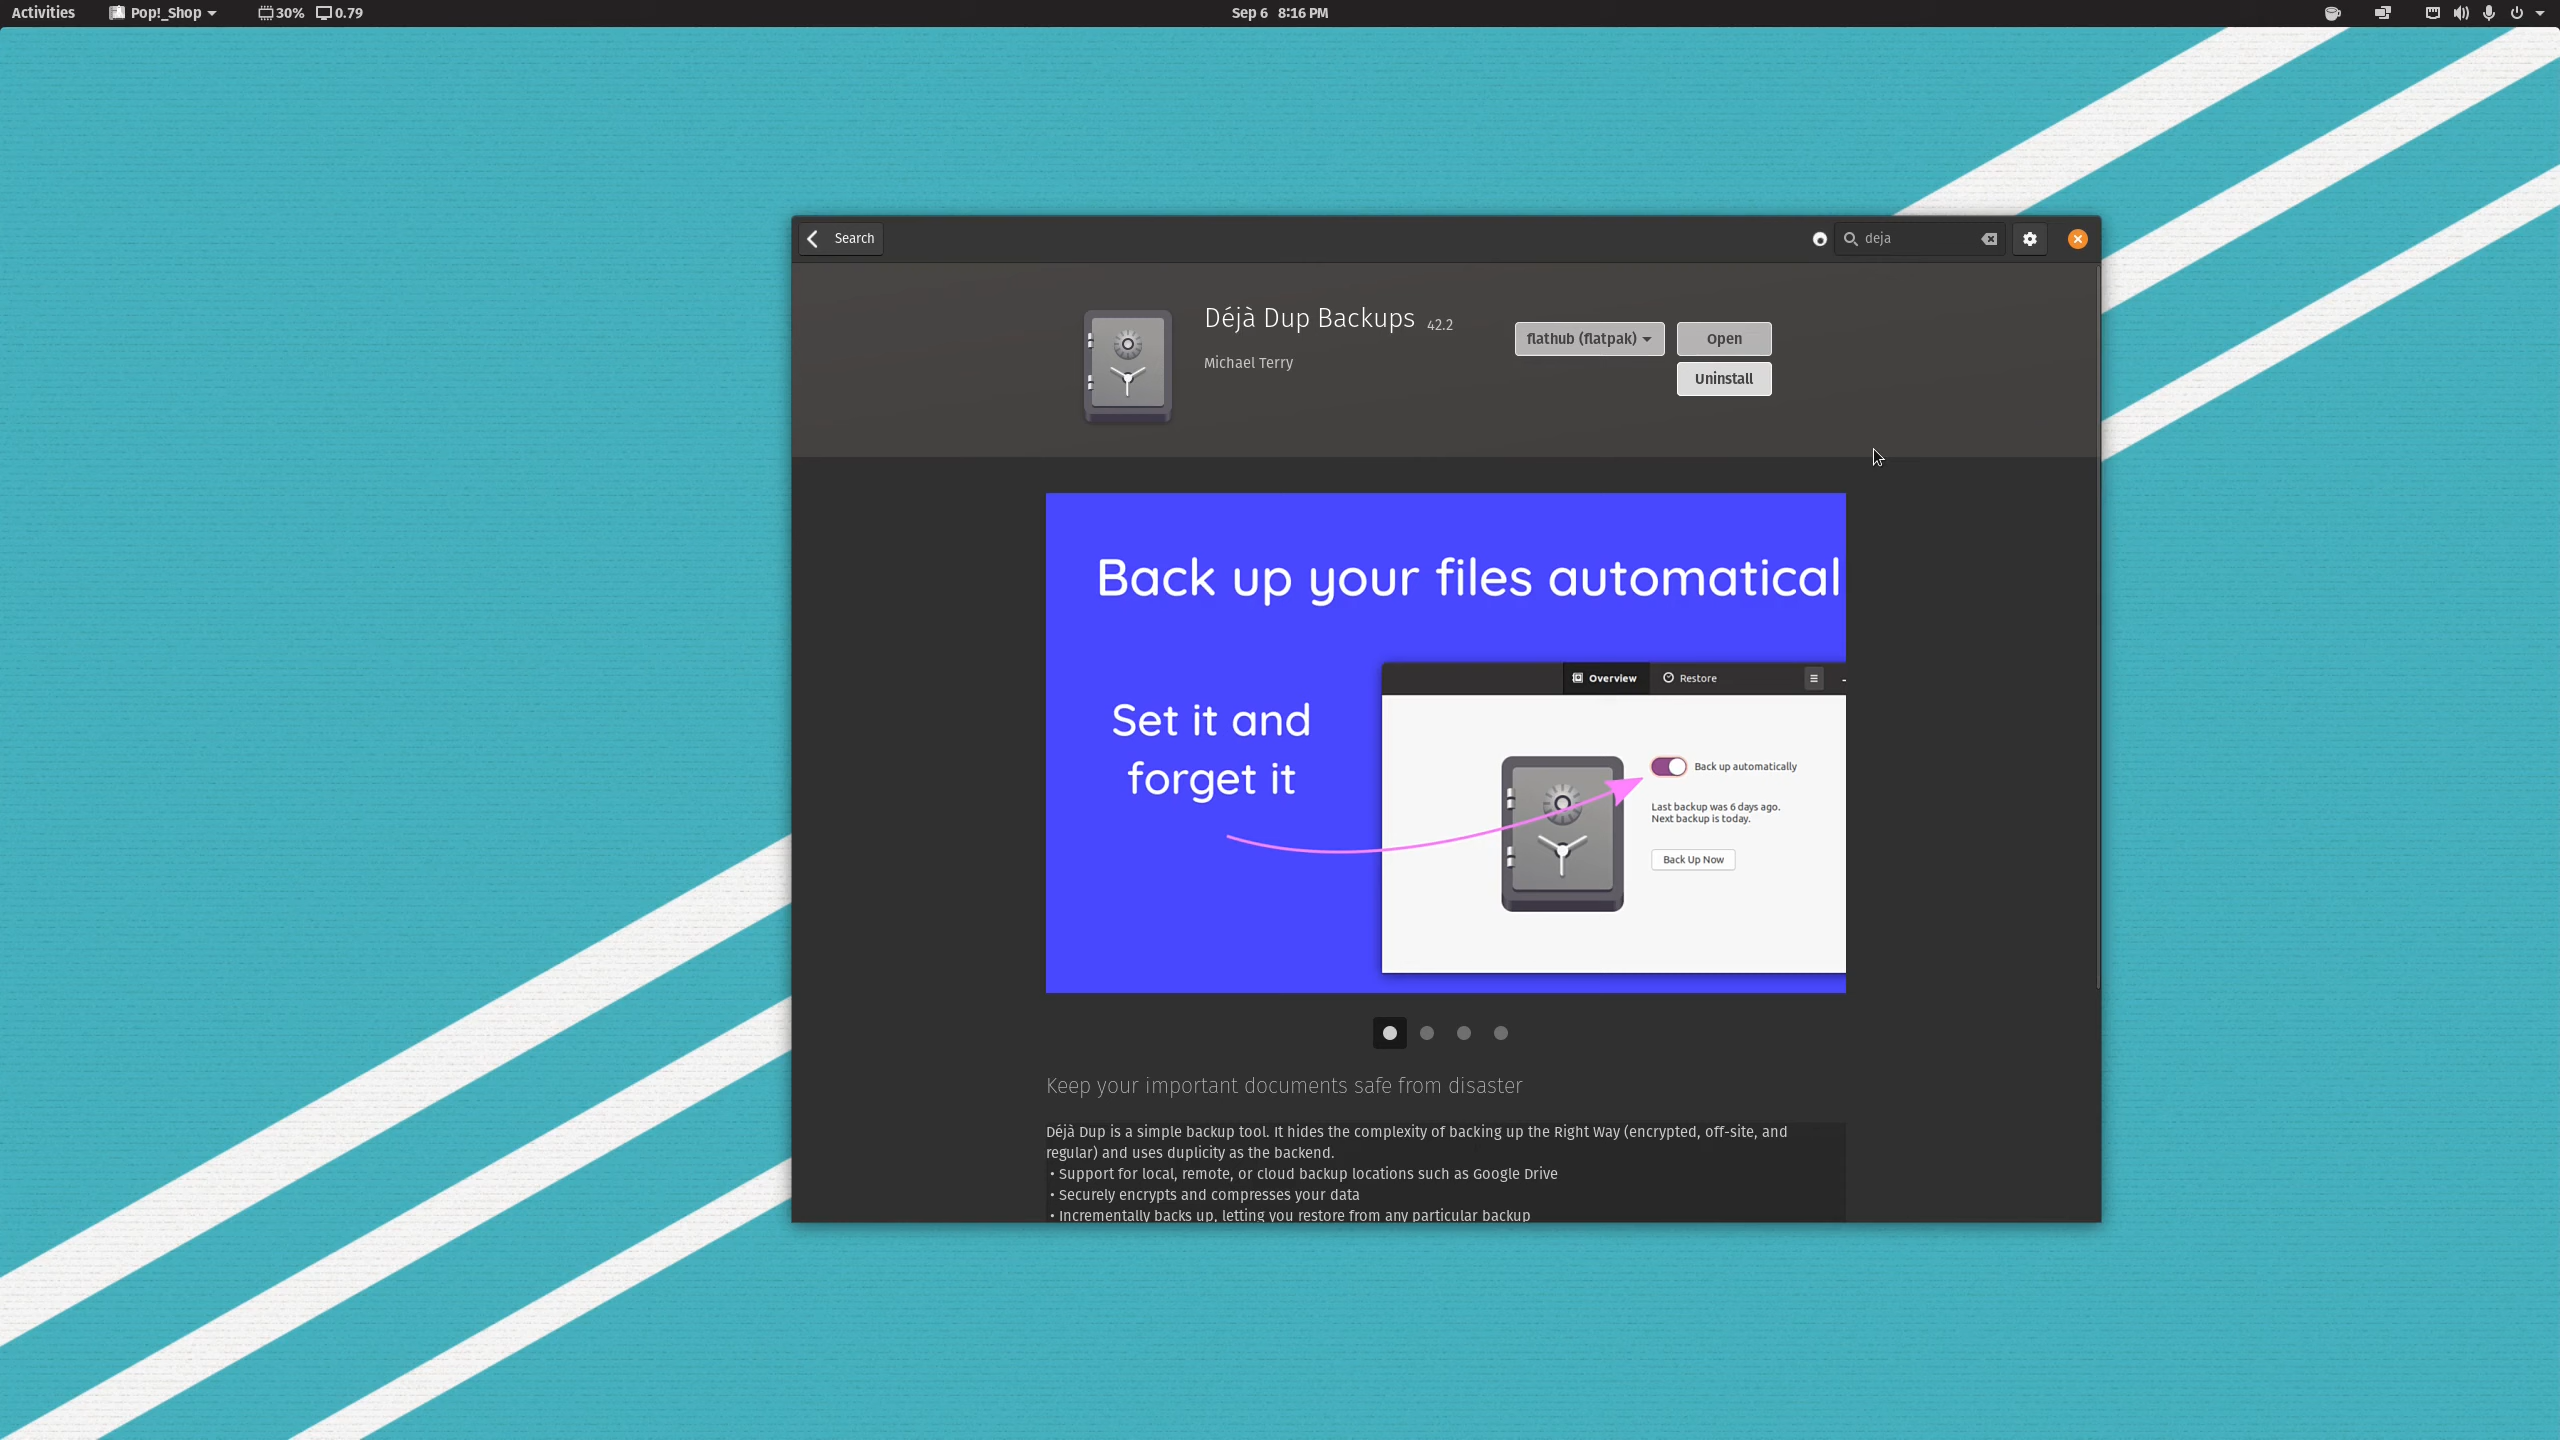 Activities
Pop!_Shop
30%
0.79
Sep 6 8:16 PM
Search
deja
Déjà Dup Backups 42.2
Michael Terry
flathub (flatpak)
Open
Uninstall
Back up your files automatical
Overview
Restore
Set it and
forget it
Back up automatically
Last backup was 6 days ago.
Next backup is today.
Back Up Now
Keep your important documents safe from disaster
Déjà Dup is a simple backup tool. It hides the complexity of backing up the Right Way (encrypted, off-site, and
regular) and uses duplicity as the backend.
• Support for local, remote, or cloud backup locations such as Google Drive
• Securely encrypts and compresses your data
• Incrementally backs up, letting you restore from any particular backup